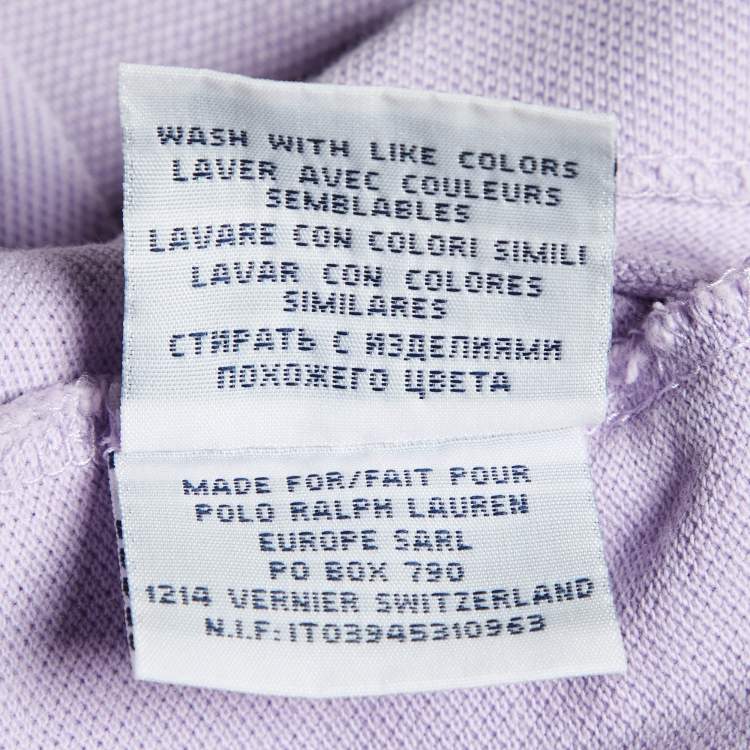 WASH WITH LIKE COLORS
LAVER AVEC COULEURS
SEMBLABLES
LAVARE CON COLORI SIMILI
LAVAR CON COLORES
SIMILARES
СТИРАТЬ С ИЗДЕЛИЯМИ
ПОХОЖЕГО ЦВЕТА
MADE FOR/FAIT POUR
POLO RALPH LAUREN
EUROPE SARL
PO BOX 790
1214 VERNIER SWITZERLAND
N.I.F:IT03945310963